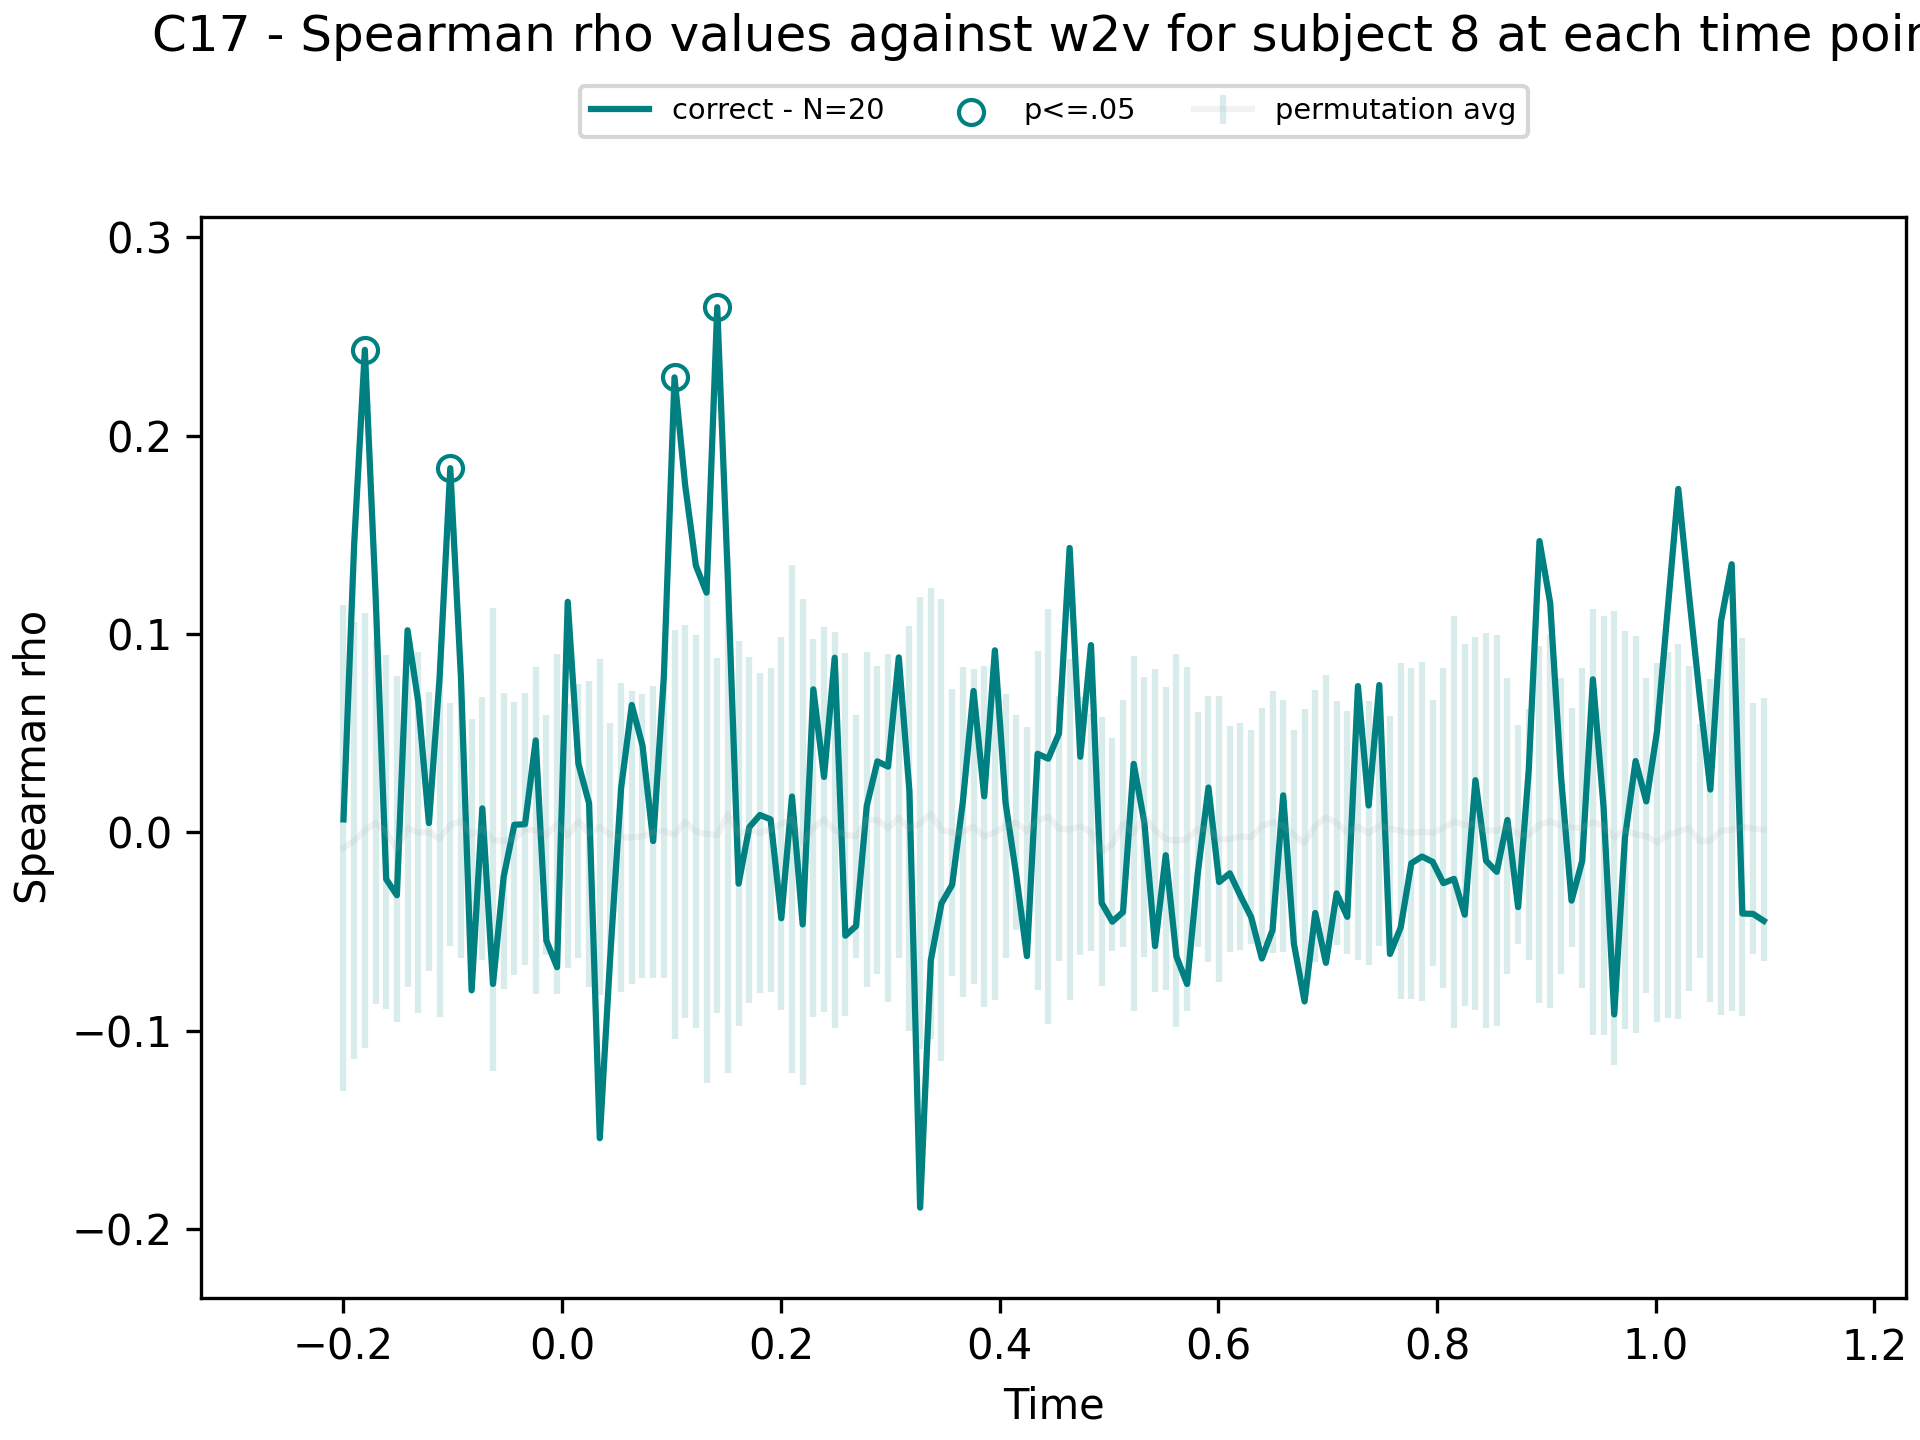 C17 - Spearman rho values against w2v for subject 8 at each time poin
correct - N=20 p<=.05 permutation avg
0.3
0.2
0.1
0.0
−0.1
−0.2
Spearman rho
−0.2 0.0 0.2 0.4 0.6 0.8 1.0 1.2
Time